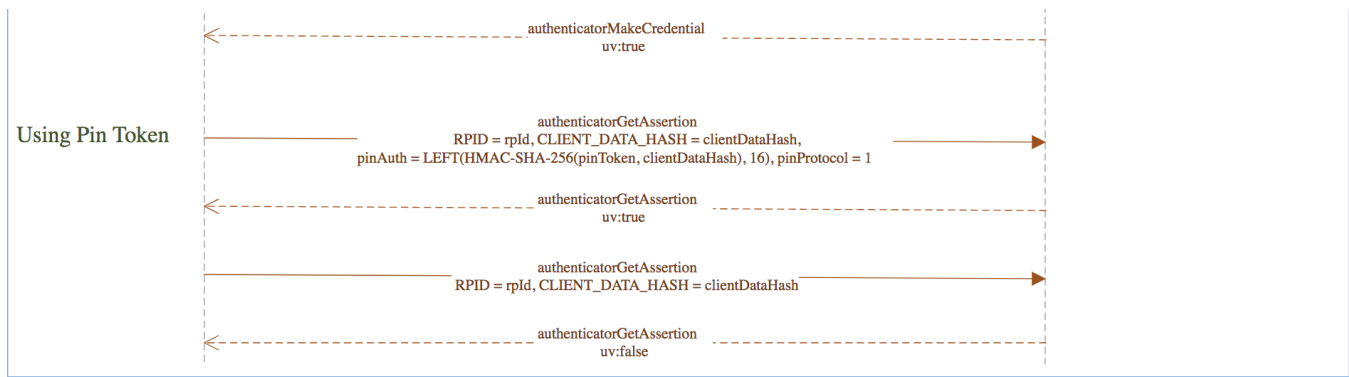 authenticatorMakeCredential
uv:true
Using Pin Token
authenticatorGetAssertion
RPID = rpId, CLIENT_DATA_HASH = clientDataHash,
pinAuth = LEFT(HMAC-SHA-256(pinToken, clientDataHash), 16), pinProtocol = 1
authenticatorGetAssertion
uv:true
authenticatorGetAssertion
RPID = rpId, CLIENT_DATA_HASH = clientDataHash
authenticatorGetAssertion
uv:false